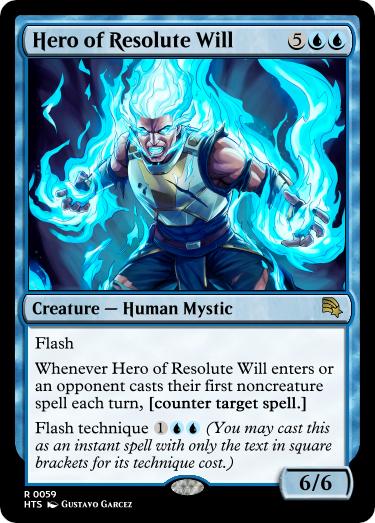 Hero of Resolute Will 5
Creature — Human Mystic
Flash
Whenever Hero of Resolute Will enters or
an opponent casts their first noncreature
spell each turn, [counter target spell.]
Flash technique 1 (You may cast this
as an instant spell with only the text in square
brackets for its technique cost.)
6/6
R 0059
HTS Gustavo Garcez